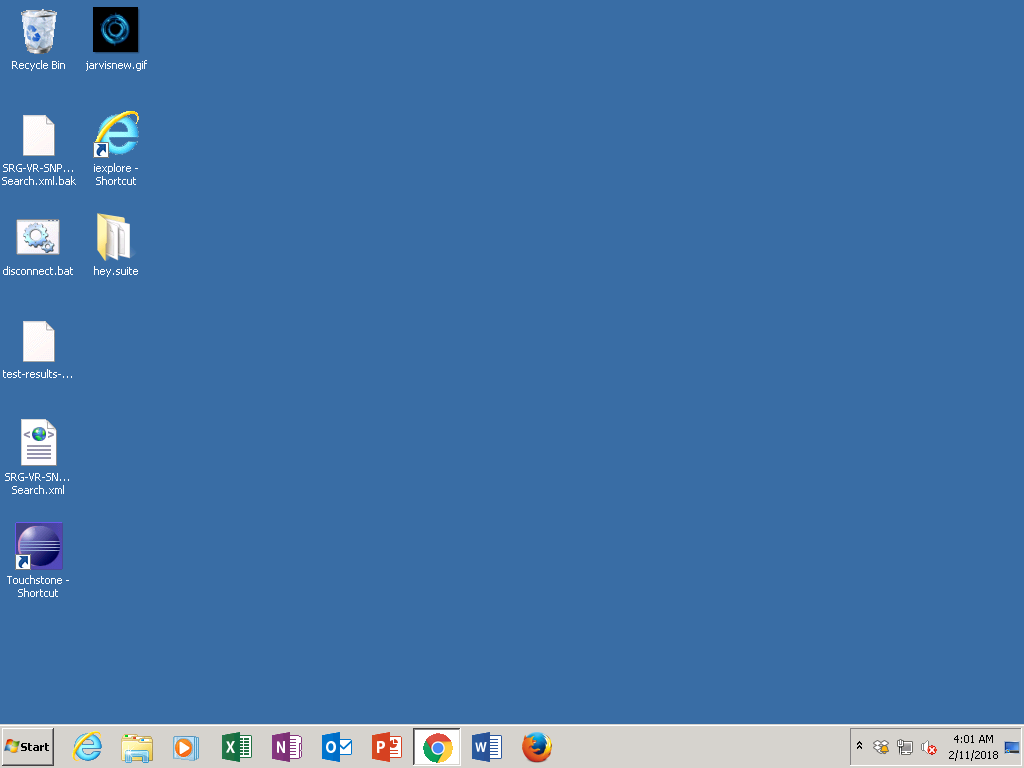 Recycle Bin
jarvisnew.gif
SRG-VR-SNP...
Search.xml.bak
iexplore -
Shortcut
disconnect.bat
hey.suite
test-results-...
SRG-VR-SN...
Search.xml
Touchstone -
Shortcut
Start
4:01 AM
2/11/2018